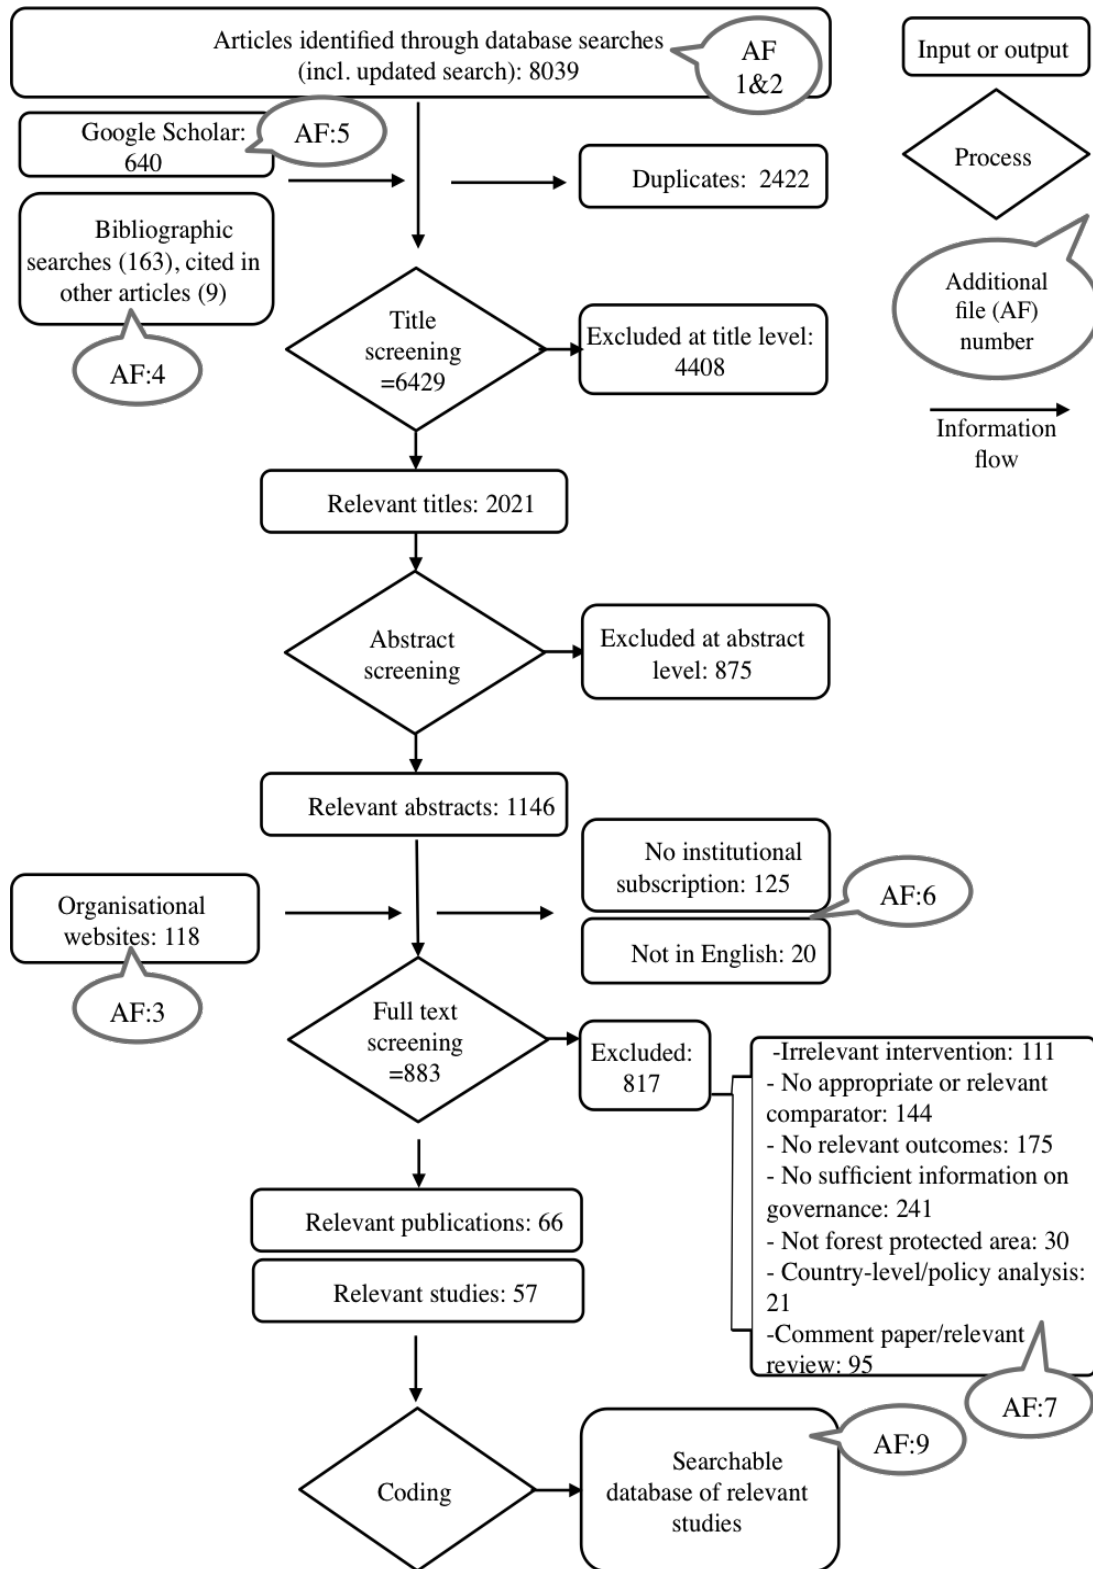 Articles identified through database searches
(incl. updated search): 8039
AF
1&2
Input or output
Google Scholar:
640
AF:5
Duplicates: 2422
Process
Bibliographic
searches (163), cited in
other articles (9)
AF:4
Title
screening
=6429
Excluded at title level:
4408
Additional
file (AF)
number
Information
flow
Relevant titles: 2021
Abstract
screening
Excluded at abstract
level: 875
Relevant abstracts: 1146
No institutional
subscription: 125
AF:6
Organisational
websites: 118
Not in English: 20
AF:3
Full text
screening
=883
Excluded:
817
-Irrelevant intervention: 111
- No appropriate or relevant
comparator: 144
- No relevant outcomes: 175
- No sufficient information on
governance: 241
- Not forest protected area: 30
- Country-level/policy analysis:
21
-Comment paper/relevant
review: 95
AF:7
Relevant publications: 66
Relevant studies: 57
Coding
Searchable
database of relevant
studies
AF:9